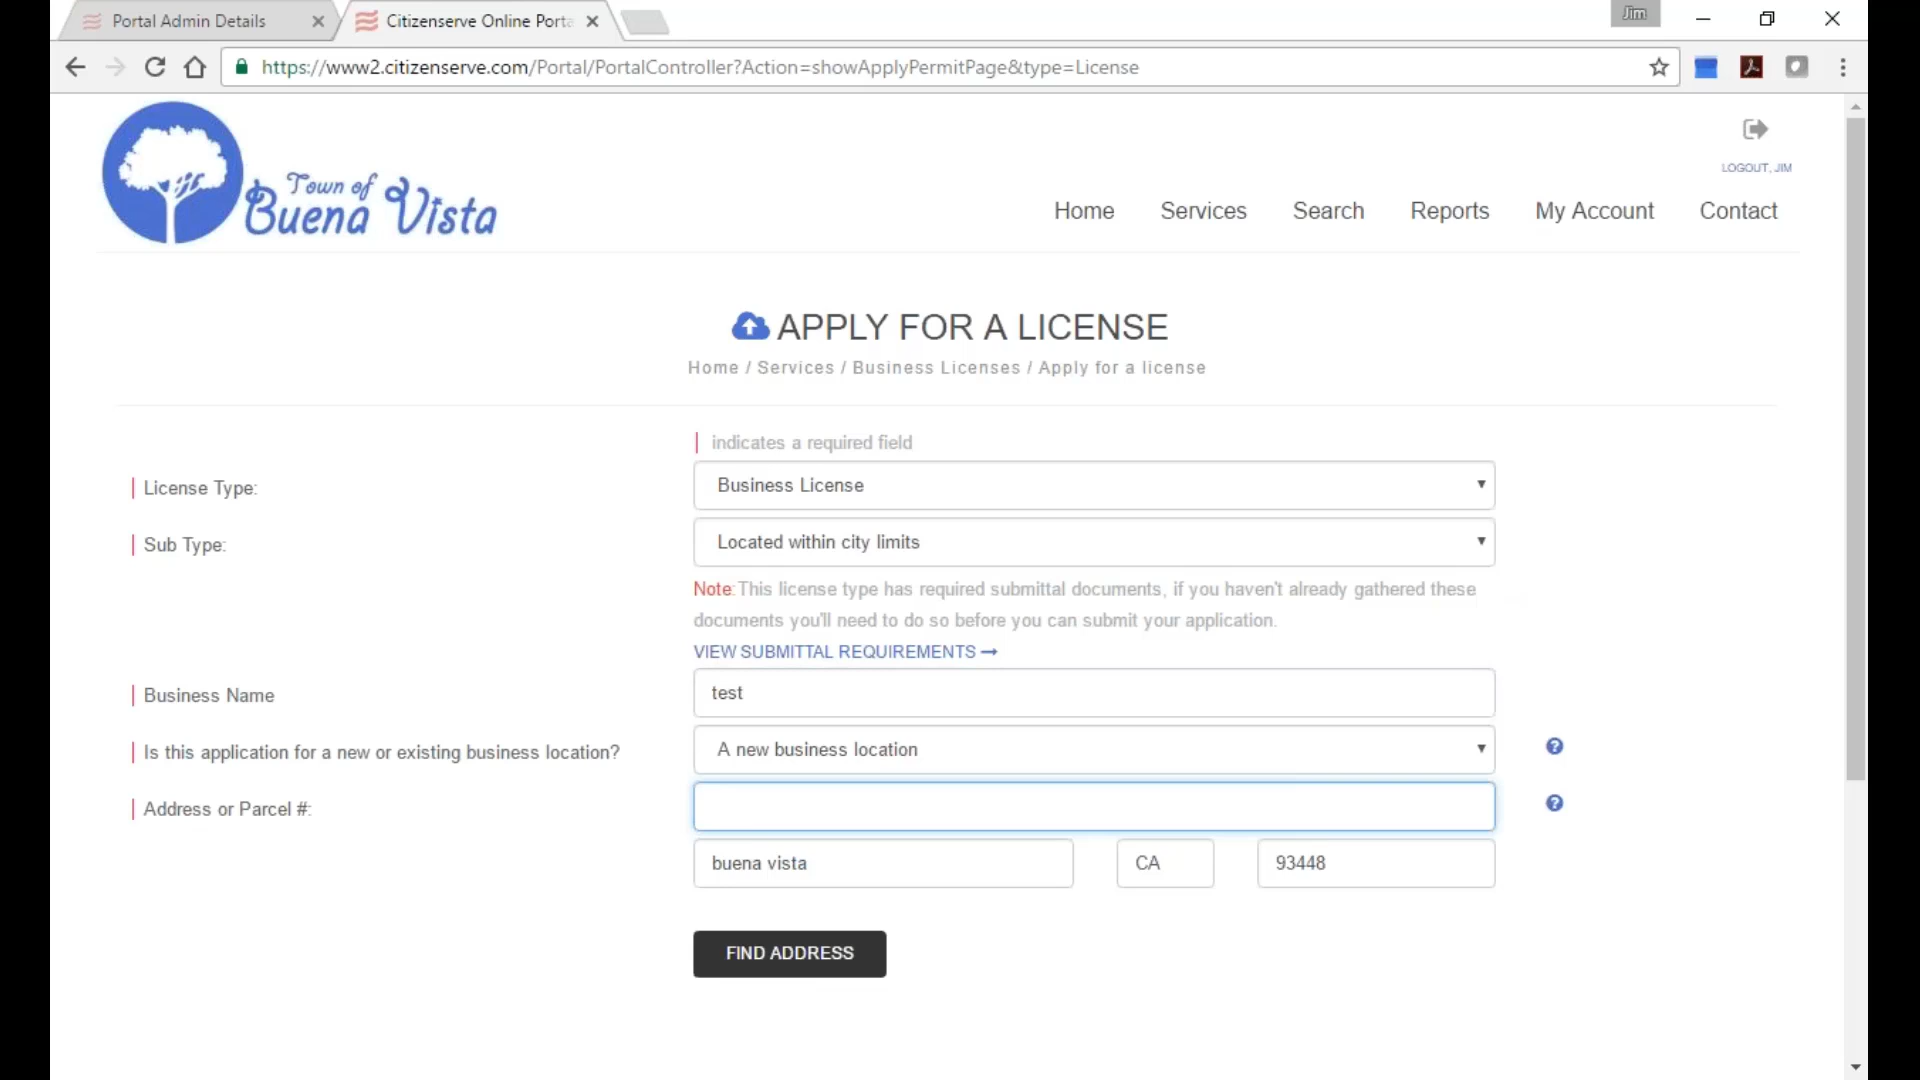 Portal Admin Details
Citizenserve Online Porta
Jim
https://www2.citizenserve.com/Portal/PortalController?Action=showApplyPermitPage&type=License
Town of
Buena Vista
LOGOUT, JIM
Home Services Search Reports My Account Contact
APPLY FOR A LICENSE
Home / Services / Business Licenses / Apply for a license
indicates a required field
License Type:
Business License
Sub Type:
Located within city limits
Note:This license type has required submittal documents, if you haven't already gathered these
documents you'll need to do so before you can submit your application.
VIEW SUBMITTAL REQUIREMENTS
Business Name
test
Is this application for a new or existing business location?
A new business location
Address or Parcel #:
buena vista CA 93448
FIND ADDRESS